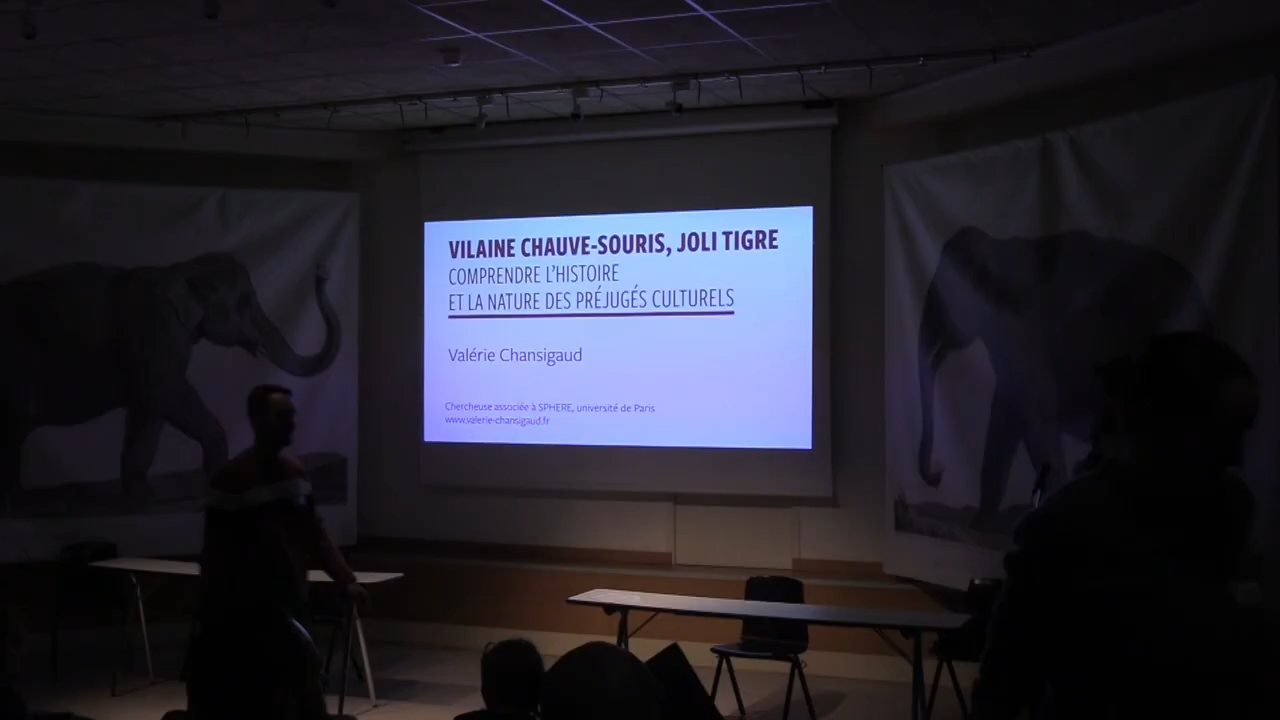 VILAINE CHAUVE-SOURIS, JOLI TIGRE
COMPRENDRE L'HISTOIRE
ET LA NATURE DES PRÉJUGÉS CULTURELS
Valérie Chansigaud
Chercheuse associée à SPHERE, université de Paris
www.valerie-chansigaud.fr